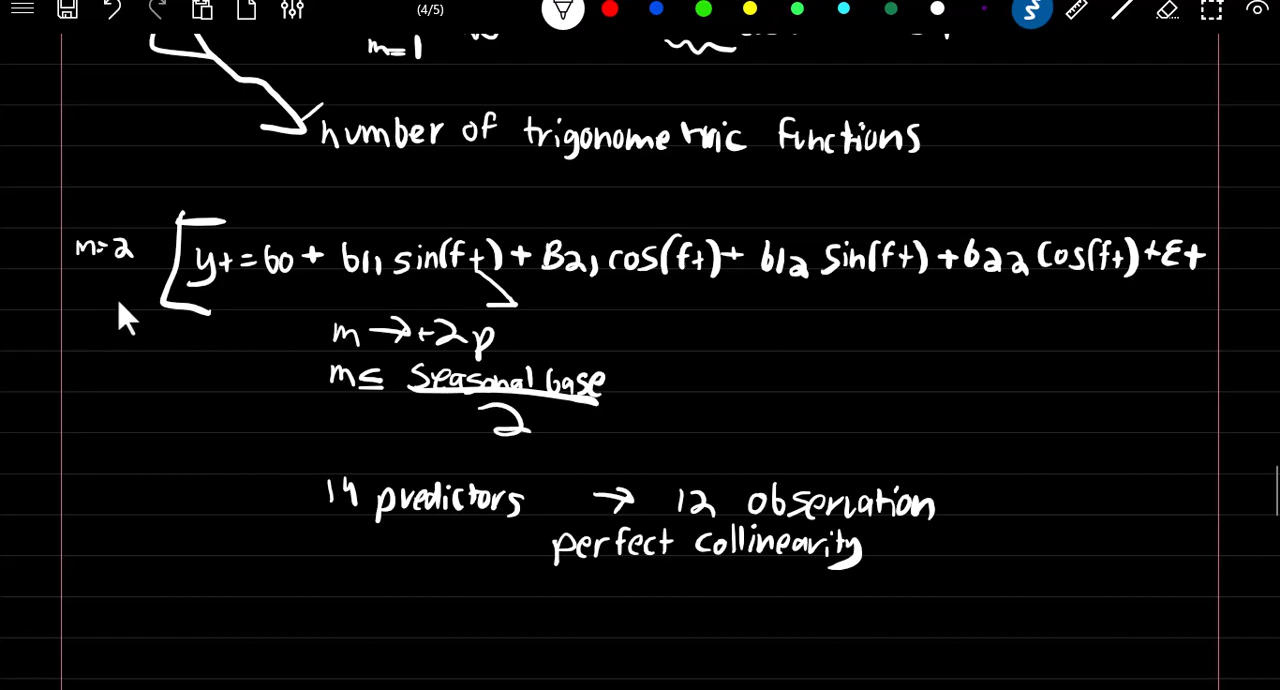 (4/5)
m=1
number of trigonometric functions
m=2 yt = b0 + b11 sin(ft) + B21 cos(ft) + b12 sin(ft) + b22 cos(ft) + Et
m → +2p
m ≤ seasonal base
2
14 predictors → 12 observation
perfect collinearity